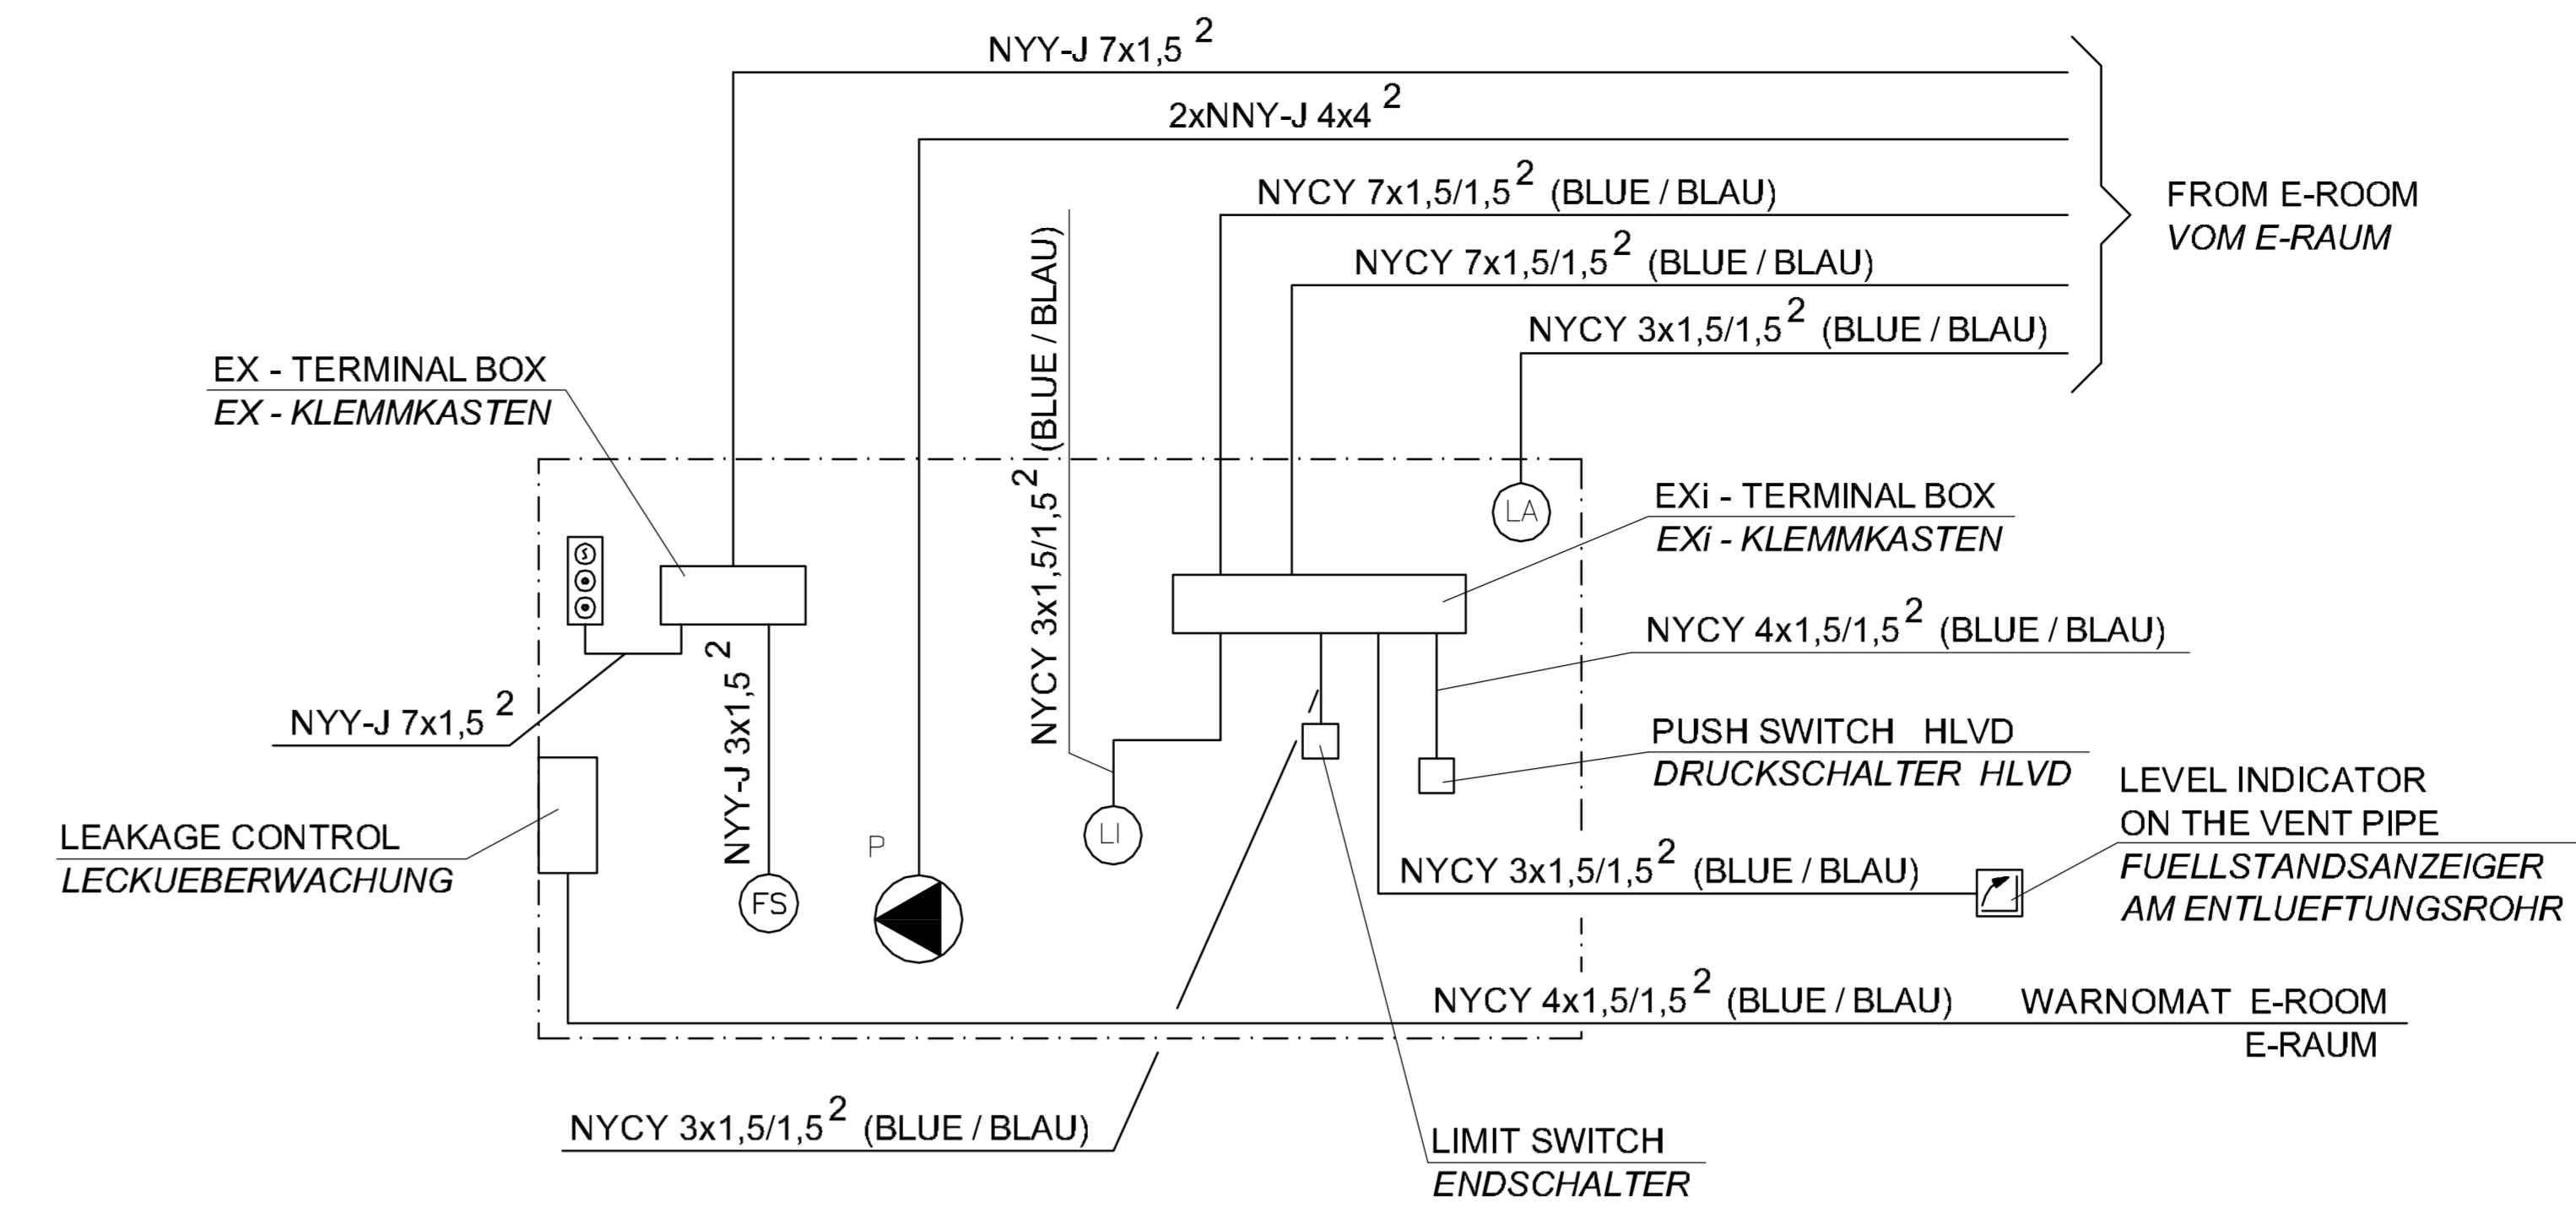 NYY-J 7x1,5 2
2xNNY-J 4x4 2
NYCY 7x1,5/1,5 2 (BLUE / BLAU)
NYCY 7x1,5/1,5 2 (BLUE / BLAU)
NYCY 3x1,5/1,5 2 (BLUE / BLAU)
FROM E-ROOM
VOM E-RAUM
EX - TERMINAL BOX
EX - KLEMMKASTEN
NYCY 3x1,5/1,5 2 (BLUE / BLAU)
LA
EXi - TERMINAL BOX
EXi - KLEMMKASTEN
NYCY 4x1,5/1,5 2 (BLUE / BLAU)
NYY-J 7x1,5 2
NYY-J 3x1,5 2
PUSH SWITCH HLVD
DRUCKSCHALTER HLVD
LEVEL INDICATOR
ON THE VENT PIPE
FUELLSTANDSANZEIGER
AM ENTLUEFTUNGSROHR
LEAKAGE CONTROL
LECKUEBERWACHUNG
P
LI
FS
NYCY 3x1,5/1,5 2 (BLUE / BLAU)
NYCY 4x1,5/1,5 2 (BLUE / BLAU)
WARNOMAT E-ROOM
E-RAUM
NYCY 3x1,5/1,5 2 (BLUE / BLAU)
LIMIT SWITCH
ENDSCHALTER